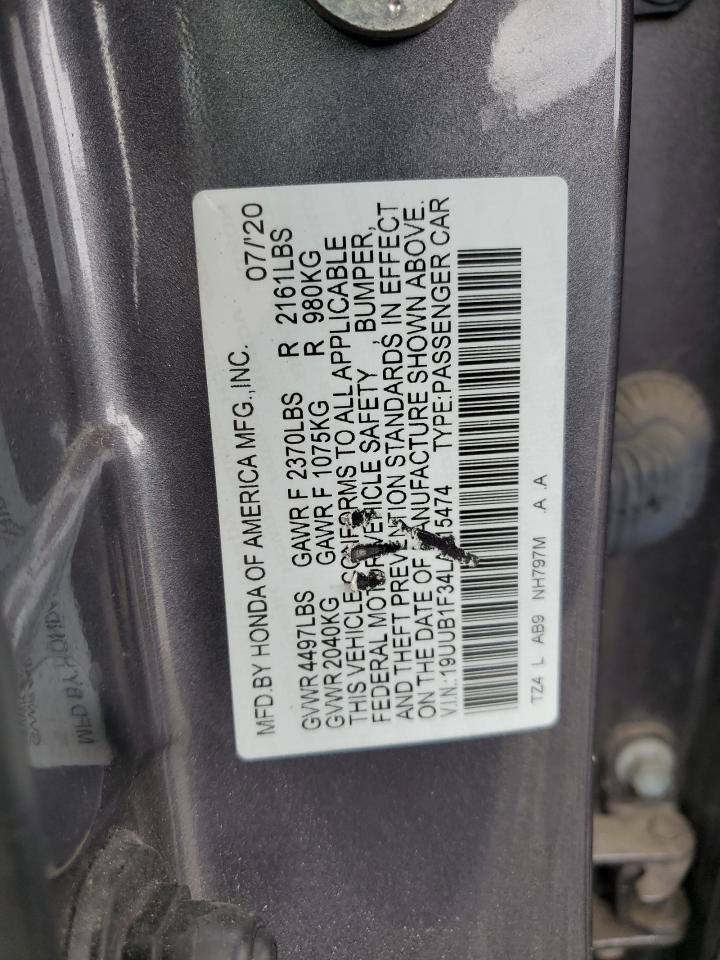 MFD. BY HONDA OF AMERICA MFG.,INC. 07/'20
GVWR 4497LBS GAWR F 2370LBS R 2161LBS
GVWR 2040KG GAWR F 1075KG R 980KG
THIS VEHICLE TO ALL APPLICABLE
FEDERAL MOTOR VEHICLE SAFETY, BUMPER,
AND THEFT PREVENTION STANDARDS, IN EFFECT
ON THE DATE OF MANUFACTURE SHOWN ABOVE.
V.I.N.: TYPE:PASSENGER CAR
TZ4 L AB9 NH797M .A .A